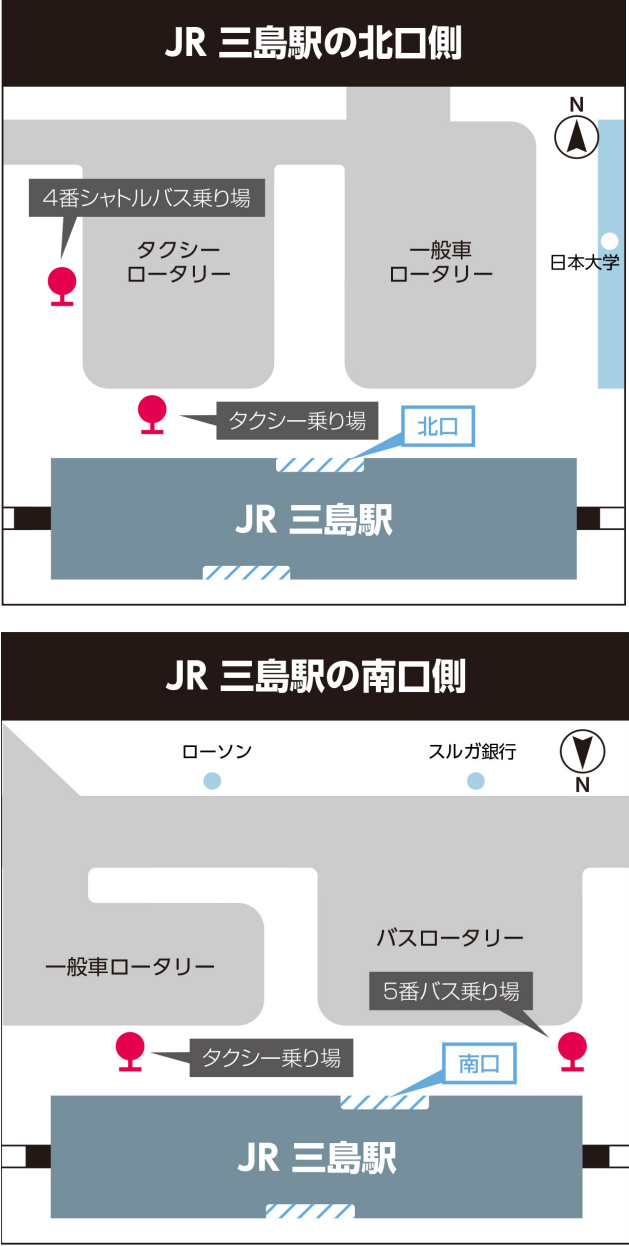 JR 三島駅の北口側
N
4番シャトルバス乗り場
タクシー
ロータリー
一般車
ロータリー
日本大学
タクシー乗り場
北口
JR 三島駅
JR 三島駅の南口側
ローソン
スルガ銀行
N
バスロータリー
一般車ロータリー
5番バス乗り場
タクシー乗り場
南口
JR 三島駅